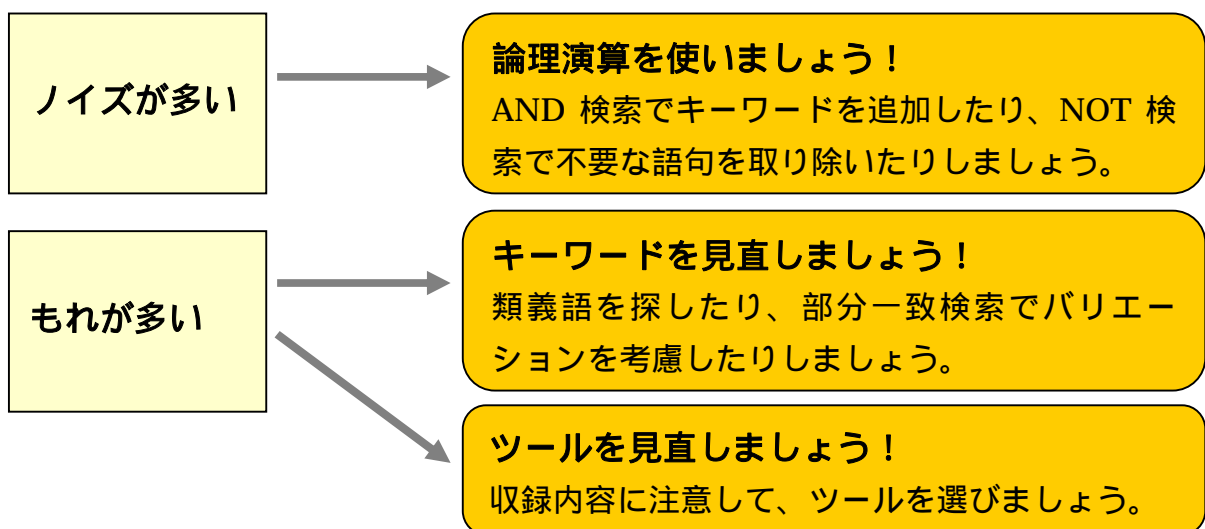 ノイズが多い
論理演算を使いましょう！
AND 検索でキーワードを追加したり、NOT 検
索で不要な語句を取り除いたりしましょう。
もれが多い
キーワードを見直しましょう！
類義語を探したり、部分一致検索でバリエー
ションを考慮したりしましょう。
ツールを見直しましょう！
収録内容に注意して、ツールを選びましょう。